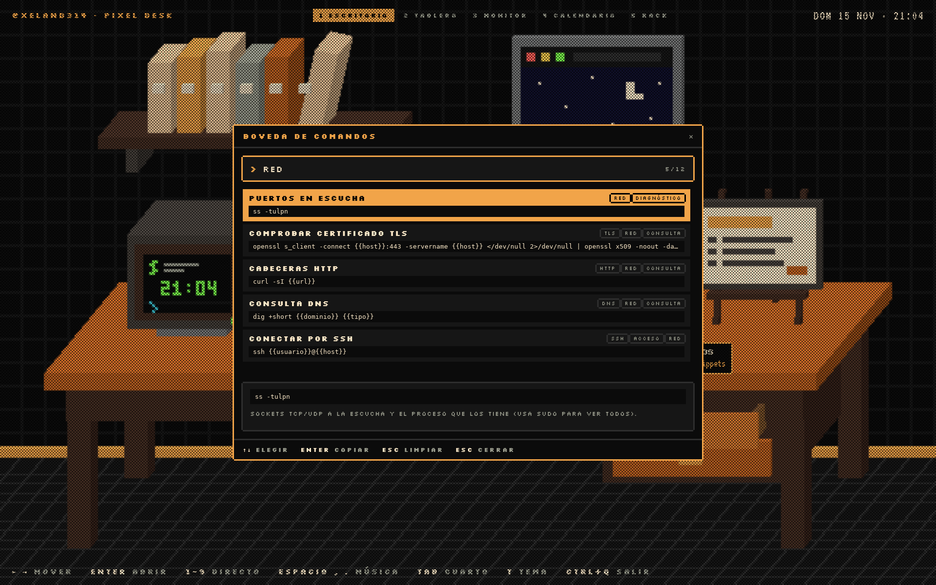 @XELAND314 · PIXEL DESK
1 ESCRITORIO 2 TABLERO 3 MONITOR 4 CALENDARIO 5 RACK
DOM 15 NOV · 21:04
BOVEDA DE COMANDOS ×
> RED 5/12
PUERTOS EN ESCUCHA RED DIAGNOSTICO
ss -tulpn
COMPROBAR CERTIFICADO TLS TLS RED CONSULTA
openssl s_client -connect {{host}}:443 -servername {{host}} </dev/null 2>/dev/null | openssl x509 -noout -da…
CABECERAS HTTP HTTP RED CONSULTA
curl -sI {{url}}
CONSULTA DNS DNS RED CONSULTA
dig +short {{dominio}} {{tipo}}
CONECTAR POR SSH SSH ACCESO RED
ssh {{usuario}}@{{host}}
ss -tulpn
SOCKETS TCP/UDP A LA ESCUCHA Y EL PROCESO QUE LOS TIENE (USA SUDO PARA VER TODOS).
↑↓ ELEGIR ENTER COPIAR ESC LIMPIAR ESC CERRAR
$
21:04
OS
ppets
← → MOVER ENTER ABRIR 1-9 DIRECTO ESPACIO , . MÚSICA TAB CUARTO T TEMA CTRL+Q SALIR